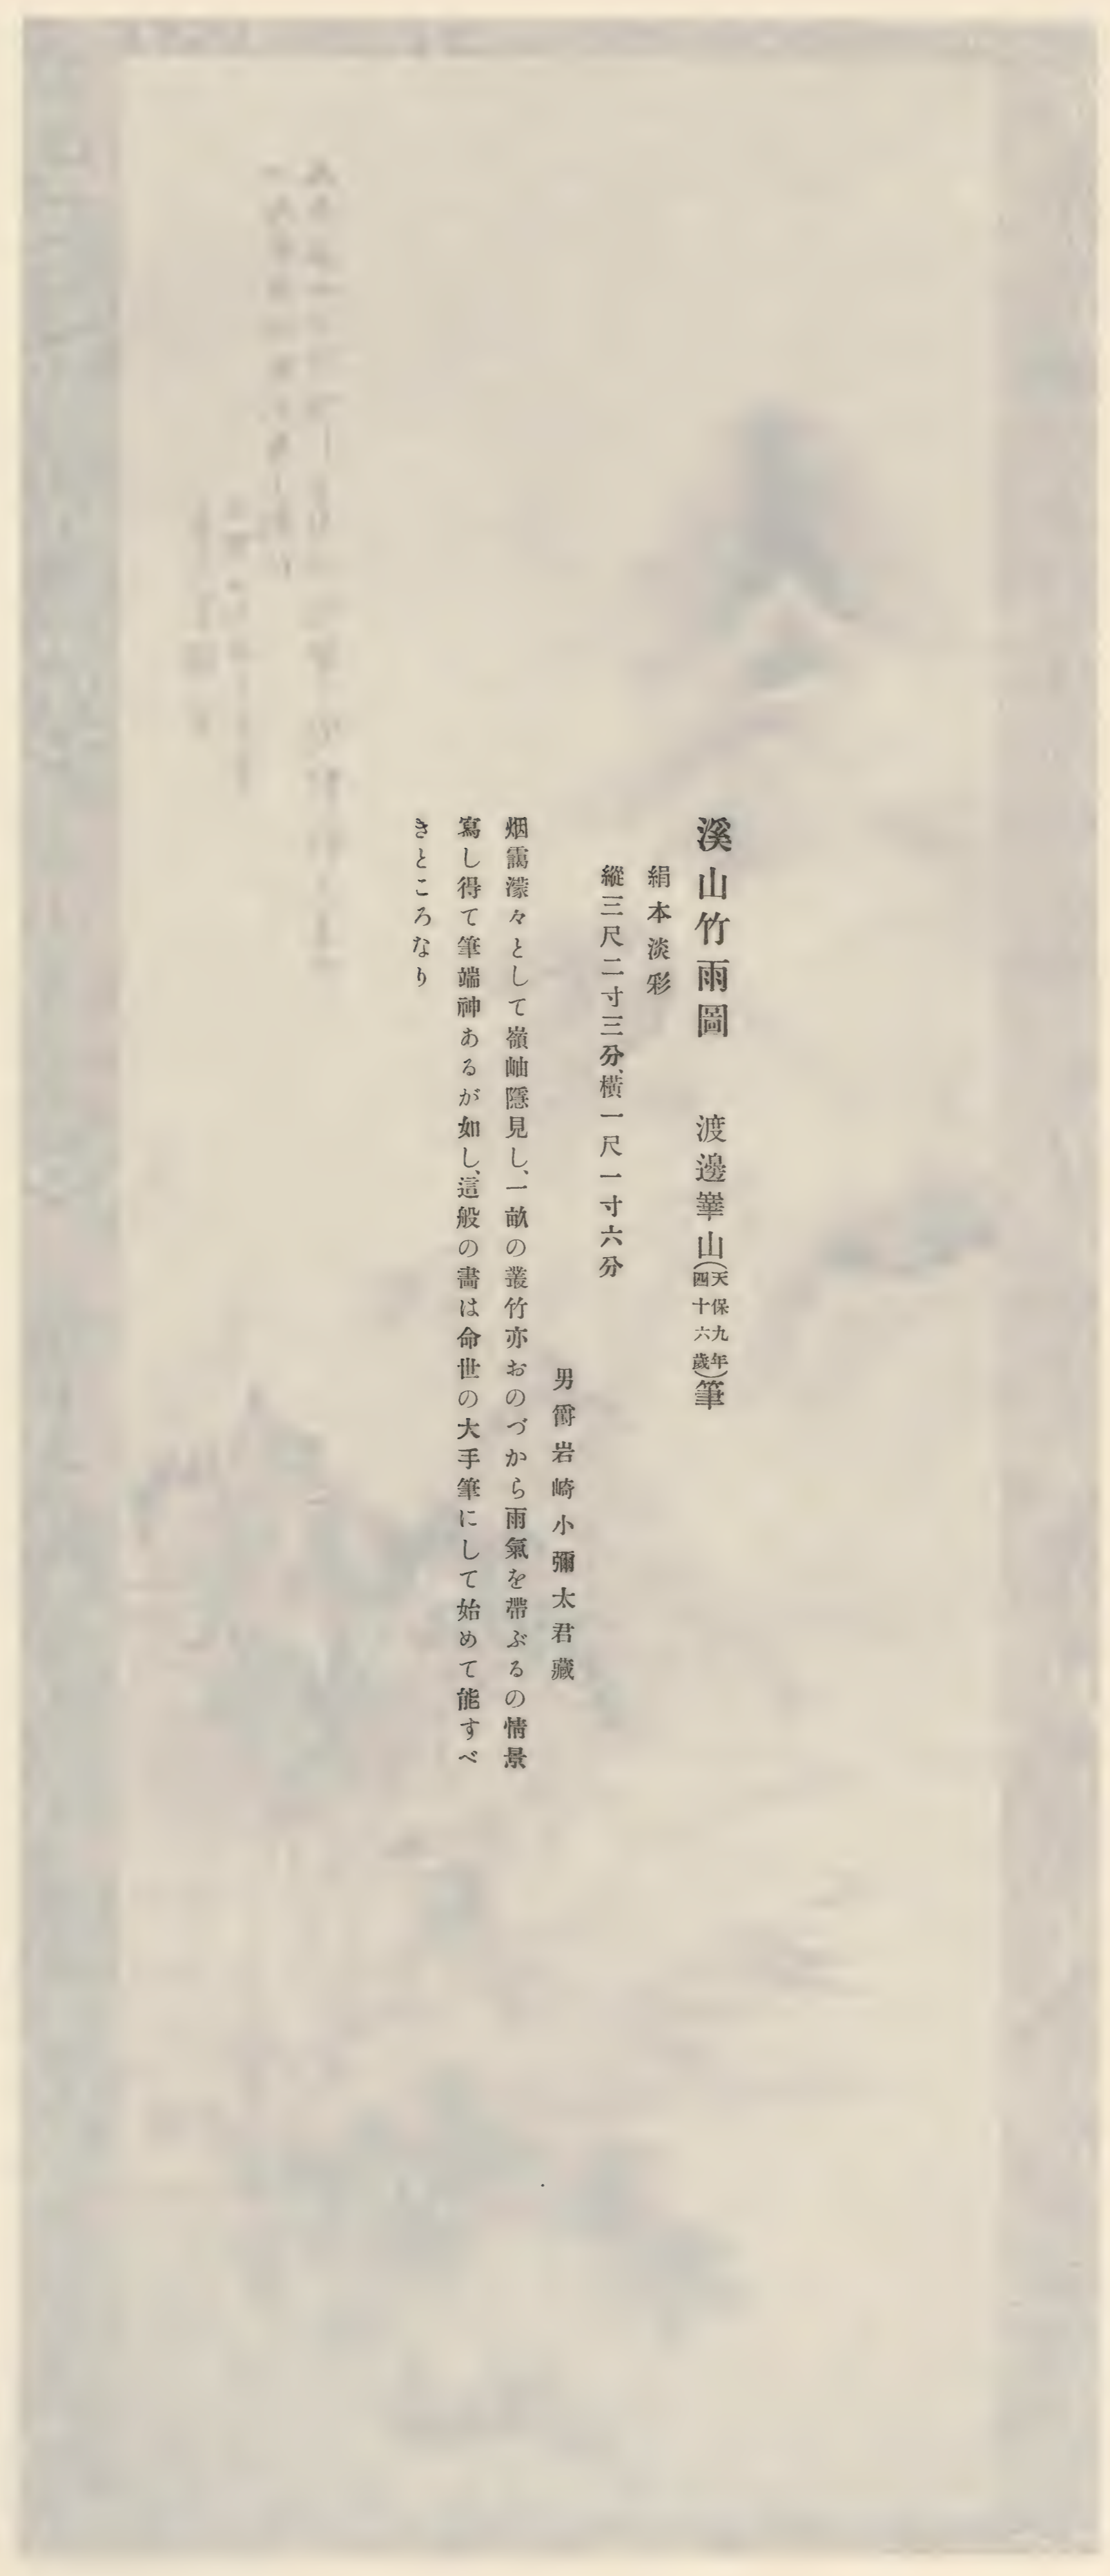 溪山竹雨圖　渡邊崋山（天保九年四十六歲）筆
絹本淡彩
縱三尺二寸三分、橫一尺一寸六分
男爵岩崎小彌太君藏
烟靄濛々として嶺岫隱見し、一畝の叢竹亦おのづから雨氣を帶ぶるの情景
寫し得て筆端神あるが如し、這般の畵は命世の大手筆にして始めて能すべ
きところなり